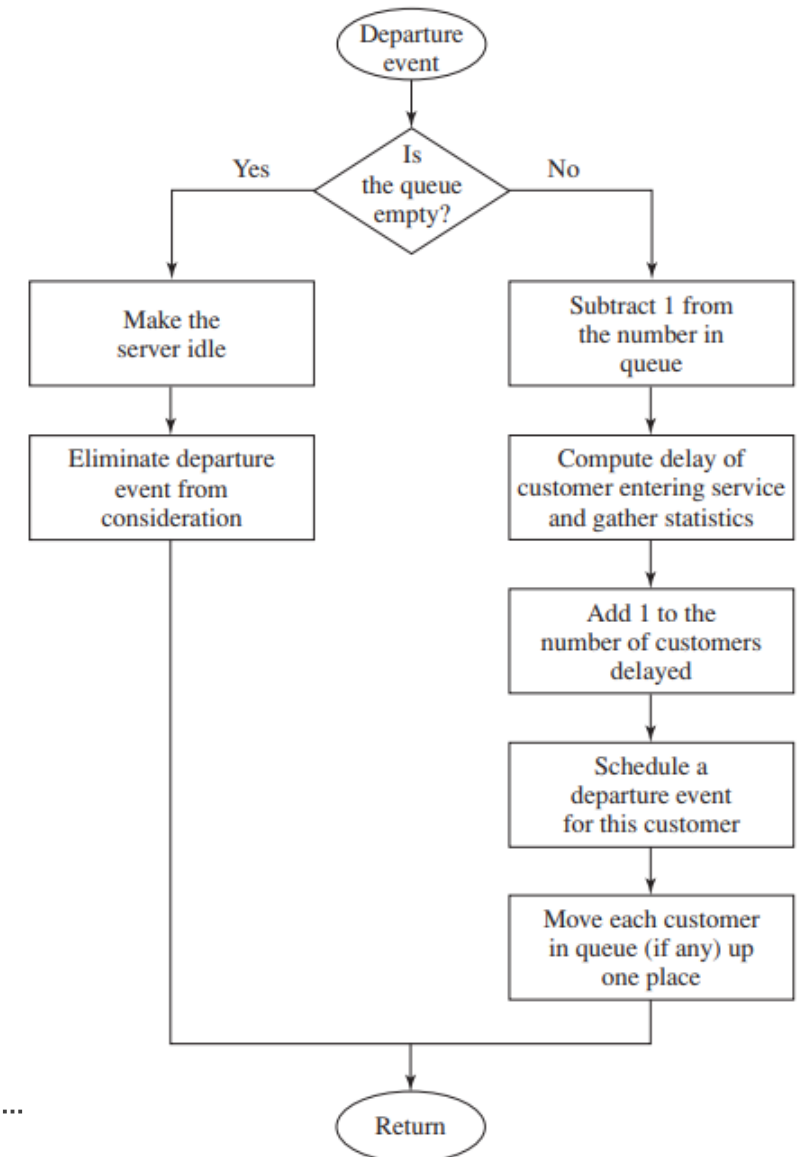 Departure
event
Is
the queue
empty?
Yes
No
Make the
server idle
Eliminate departure
event from
consideration
Subtract 1 from
the number in
queue
Compute delay of
customer entering service
and gather statistics
Add 1 to the
number of customers
delayed
Schedule a
departure event
for this customer
Move each customer
in queue (if any) up
one place
...
Return